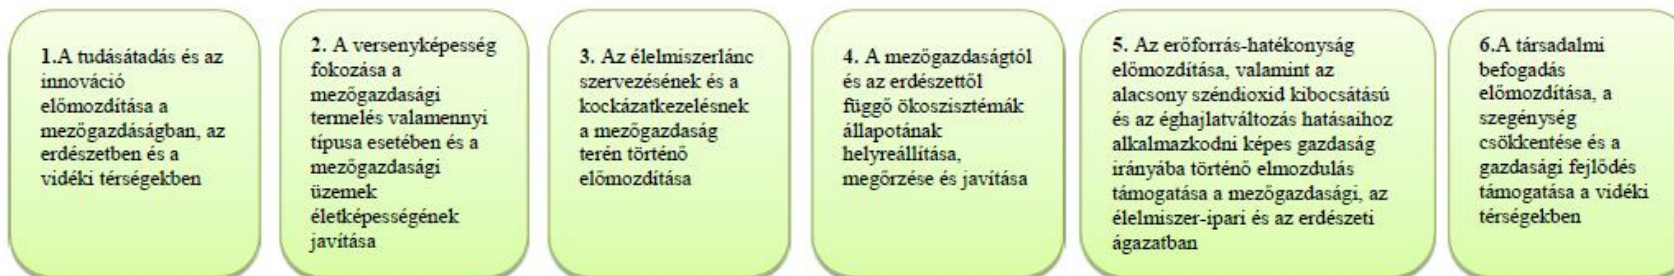 1.A tudásátadás és az
innováció
előmozdítása a
mezőgazdáságban, az
erdészetben és a
vidéki térségekben
2. A versenyképesség
fokozása a
mezőgazdasági
termelés valamennyi
típusa esetében és a
mezőgazdasági
üzemek
életképességének
javítása
3. Az élelmiszerlánc
szervezésének és a
kockázatkezelésnek
a mezőgazdaság
terén történő
előmozdítása
4. A mezőgazdaságtól
és az erdészettől
függő ökoszisztémák
állapotának
helyreállítása,
megőrzése és javítása
5. Az erőforrás-hatékonyság
előmozdítása, valamint az
alacsony széndioxid kibocsátású
és az éghajlatváltozás hatásaihoz
alkalmazkodni képes gazdaság
irányába történő elmozdulás
támogatása a mezőgazdasági, az
élelmiszer-ipari és az erdészeti
ágazatban
6.A társadalmi
befogadás
előmozdítása, a
szegénység
csökkentése és a
gazdasági fejlődés
támogatása a vidéki
térségekben